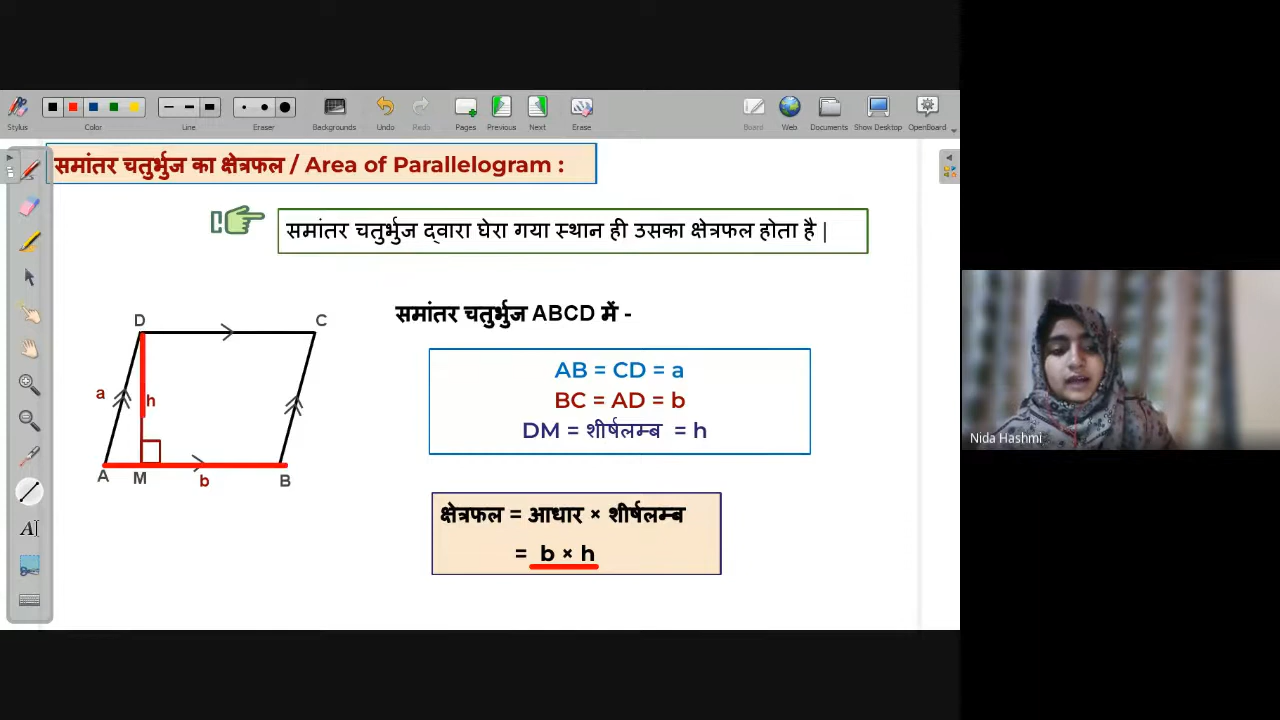 Stylus
Color
Line
Eraser
Backgrounds
Undo
Redo
Pages
Previous
Next
Erase
Board
Web
Documents
Show Desktop
OpenBoard
समांतर चतुर्भुज का क्षेत्रफल / Area of Parallelogram :
समांतर चतुर्भुज द्वारा घेरा गया स्थान ही उसका क्षेत्रफल होता है |
D
C
a
h
A
M
b
B
समांतर चतुर्भुज ABCD में -
AB = CD = a
BC = AD = b
DM = शीर्षलम्ब = h
क्षेत्रफल = आधार × शीर्षलम्ब
= b × h
Nida Hashmi